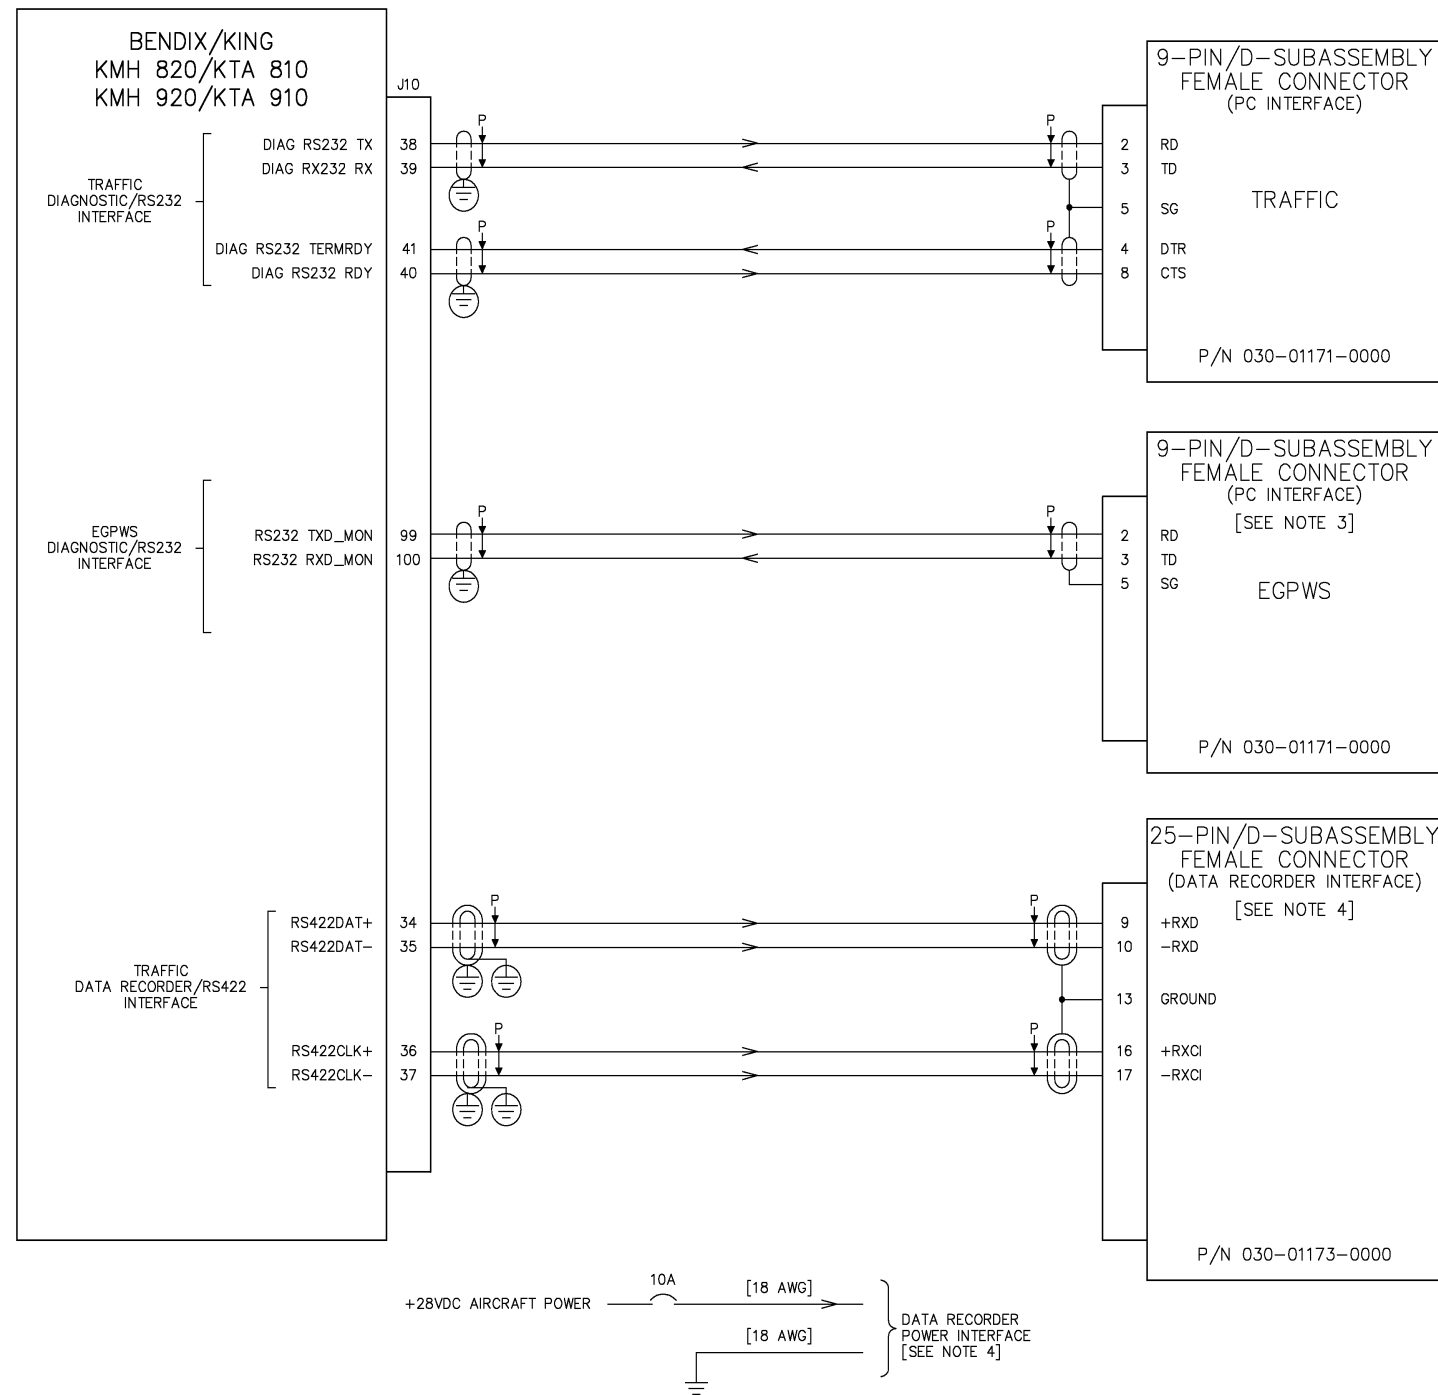 BENDIX/KING
KMH 820/KTA 810
KMH 920/KTA 910
J10
TRAFFIC
DIAGNOSTIC/RS232
INTERFACE
DIAG RS232 TX 38
DIAG RX232 RX 39
DIAG RS232 TERMRDY 41
DIAG RS232 RDY 40
P P
P P
9-PIN/D-SUBASSEMBLY
FEMALE CONNECTOR
(PC INTERFACE)
2 RD
3 TD
5 SG
4 DTR
8 CTS
TRAFFIC
P/N 030-01171-0000
EGPWS
DIAGNOSTIC/RS232
INTERFACE
RS232 TXD_MON 99
RS232 RXD_MON 100
P P
9-PIN/D-SUBASSEMBLY
FEMALE CONNECTOR
(PC INTERFACE)
[SEE NOTE 3]
2 RD
3 TD
5 SG
EGPWS
P/N 030-01171-0000
TRAFFIC
DATA RECORDER/RS422
INTERFACE
RS422DAT+ 34
RS422DAT- 35
RS422CLK+ 36
RS422CLK- 37
P P
P P
25-PIN/D-SUBASSEMBLY
FEMALE CONNECTOR
(DATA RECORDER INTERFACE)
[SEE NOTE 4]
9 +RXD
10 -RXD
13 GROUND
16 +RXCI
17 -RXCI
P/N 030-01173-0000
+28VDC AIRCRAFT POWER
10A
[18 AWG]
[18 AWG]
DATA RECORDER
POWER INTERFACE
[SEE NOTE 4]